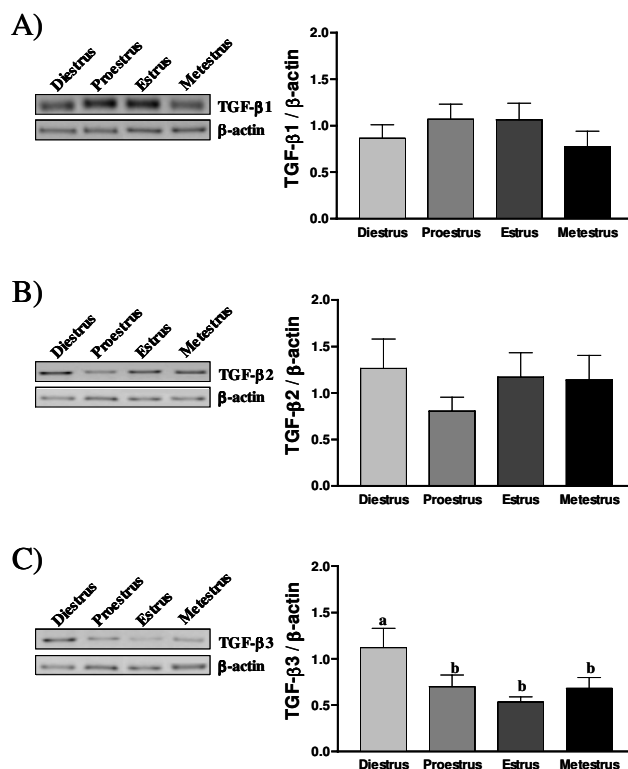 A)
Diestrus Proestrus Estrus Metestrus
TGF-β1
β-actin
TGF-β1 / β-actin
2.0
1.5
1.0
0.5
0.0
Diestrus Proestrus Estrus Metestrus
B)
Diestrus Proestrus Estrus Metestrus
TGF-β2
β-actin
TGF-β2 / β-actin
2.0
1.5
1.0
0.5
0.0
Diestrus Proestrus Estrus Metestrus
C)
Diestrus Proestrus Estrus Metestrus
TGF-β3
β-actin
TGF-β3 / β-actin
2.0
1.5
1.0
0.5
0.0
a b b b
Diestrus Proestrus Estrus Metestrus